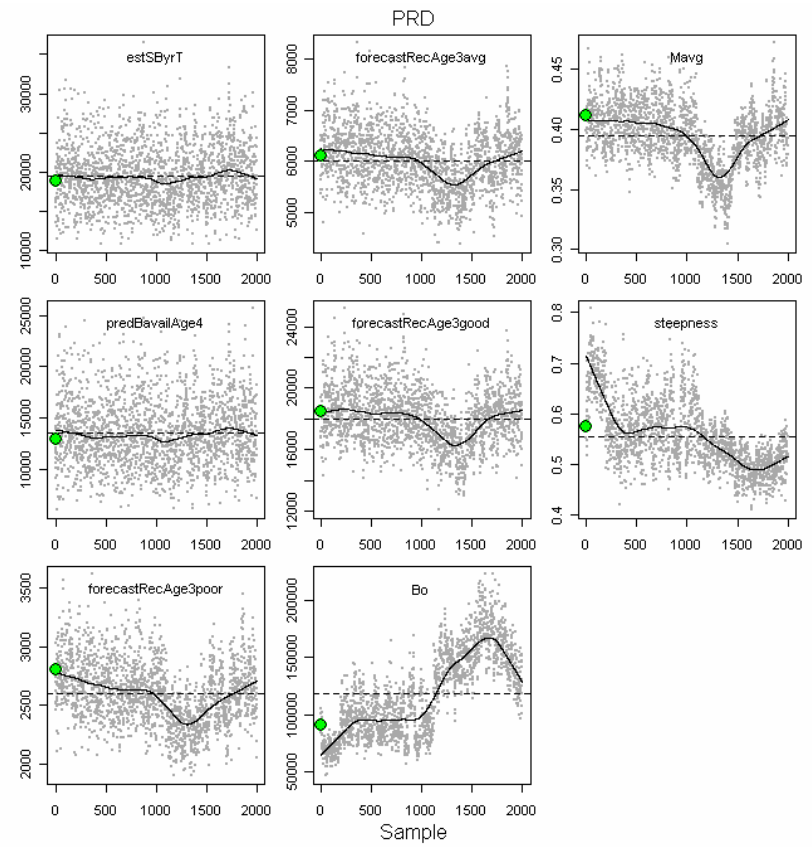 PRD
estSByrT
10000 20000 30000
0 500 1000 1500 2000
forecastRecAge3avg
5000 6000 7000 8000
0 500 1000 1500 2000
Mavg
0.30 0.35 0.40 0.45
0 500 1000 1500 2000
predBavailAge4
10000 15000 20000 25000
0 500 1000 1500 2000
forecastRecAge3good
12000 16000 20000 24000
0 500 1000 1500 2000
steepness
0.4 0.5 0.6 0.7 0.8
0 500 1000 1500 2000
forecastRecAge3poor
2000 2500 3000 3500
0 500 1000 1500 2000
Bo
50000 100000 150000 200000
0 500 1000 1500 2000
Sample